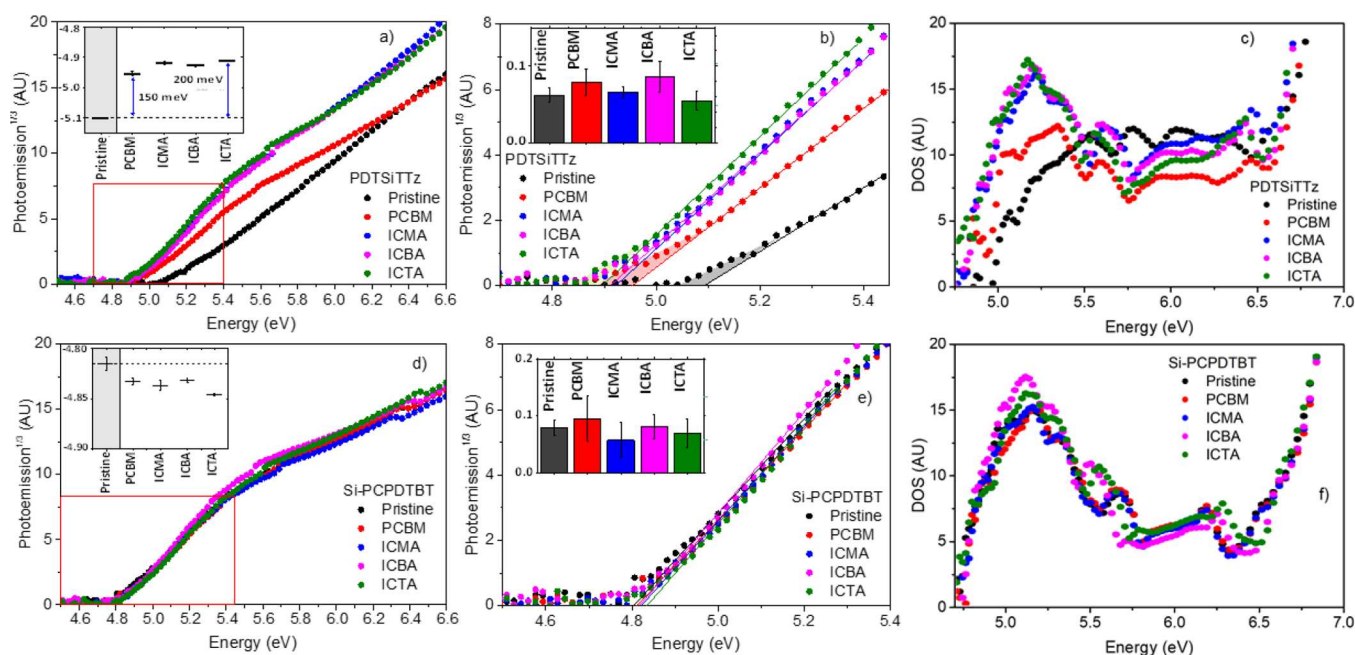 a)
20
15
10
5
0
Photoemission1/3 (AU)
-4.8
-4.9
-5.0
-5.1
200 meV
150 meV
Pristine
PCBM
ICMA
ICBA
ICTA
PDTSiTTz
Pristine
PCBM
ICMA
ICBA
ICTA
4.6 4.8 5.0 5.2 5.4 5.6 5.8 6.0 6.2 6.4 6.6
Energy (eV)
b)
8
6
4
2
0
Photoemission1/3 (AU)
0.1
0.0
Pristine
PCBM
ICMA
ICBA
ICTA
PDTSiTTz
Pristine
PCBM
ICMA
ICBA
ICTA
4.8 5.0 5.2 5.4
Energy (eV)
c)
20
15
10
5
0
DOS (AU)
PDTSiTTz
Pristine
PCBM
ICMA
ICBA
ICTA
5.0 5.5 6.0 6.5 7.0
Energy (eV)
d)
20
15
10
5
0
Photoemission1/3 (AU)
-4.80
-4.85
-4.90
Pristine
PCBM
ICMA
ICBA
ICTA
Si-PCPDTBT
Pristine
PCBM
ICMA
ICBA
ICTA
4.6 4.8 5.0 5.2 5.4 5.6 5.8 6.0 6.2 6.4 6.6
Energy (eV)
e)
8
6
4
2
0
Photoemission1/3 (AU)
0.2
0.1
0.0
Pristine
PCBM
ICMA
ICBA
ICTA
Si-PCPDTBT
Pristine
PCBM
ICMA
ICBA
ICTA
4.6 4.8 5.0 5.2 5.4
Energy (eV)
f)
20
15
10
5
0
DOS (AU)
Si-PCPDTBT
Pristine
PCBM
ICMA
ICBA
ICTA
5.0 5.5 6.0 6.5 7.0
Energy (eV)